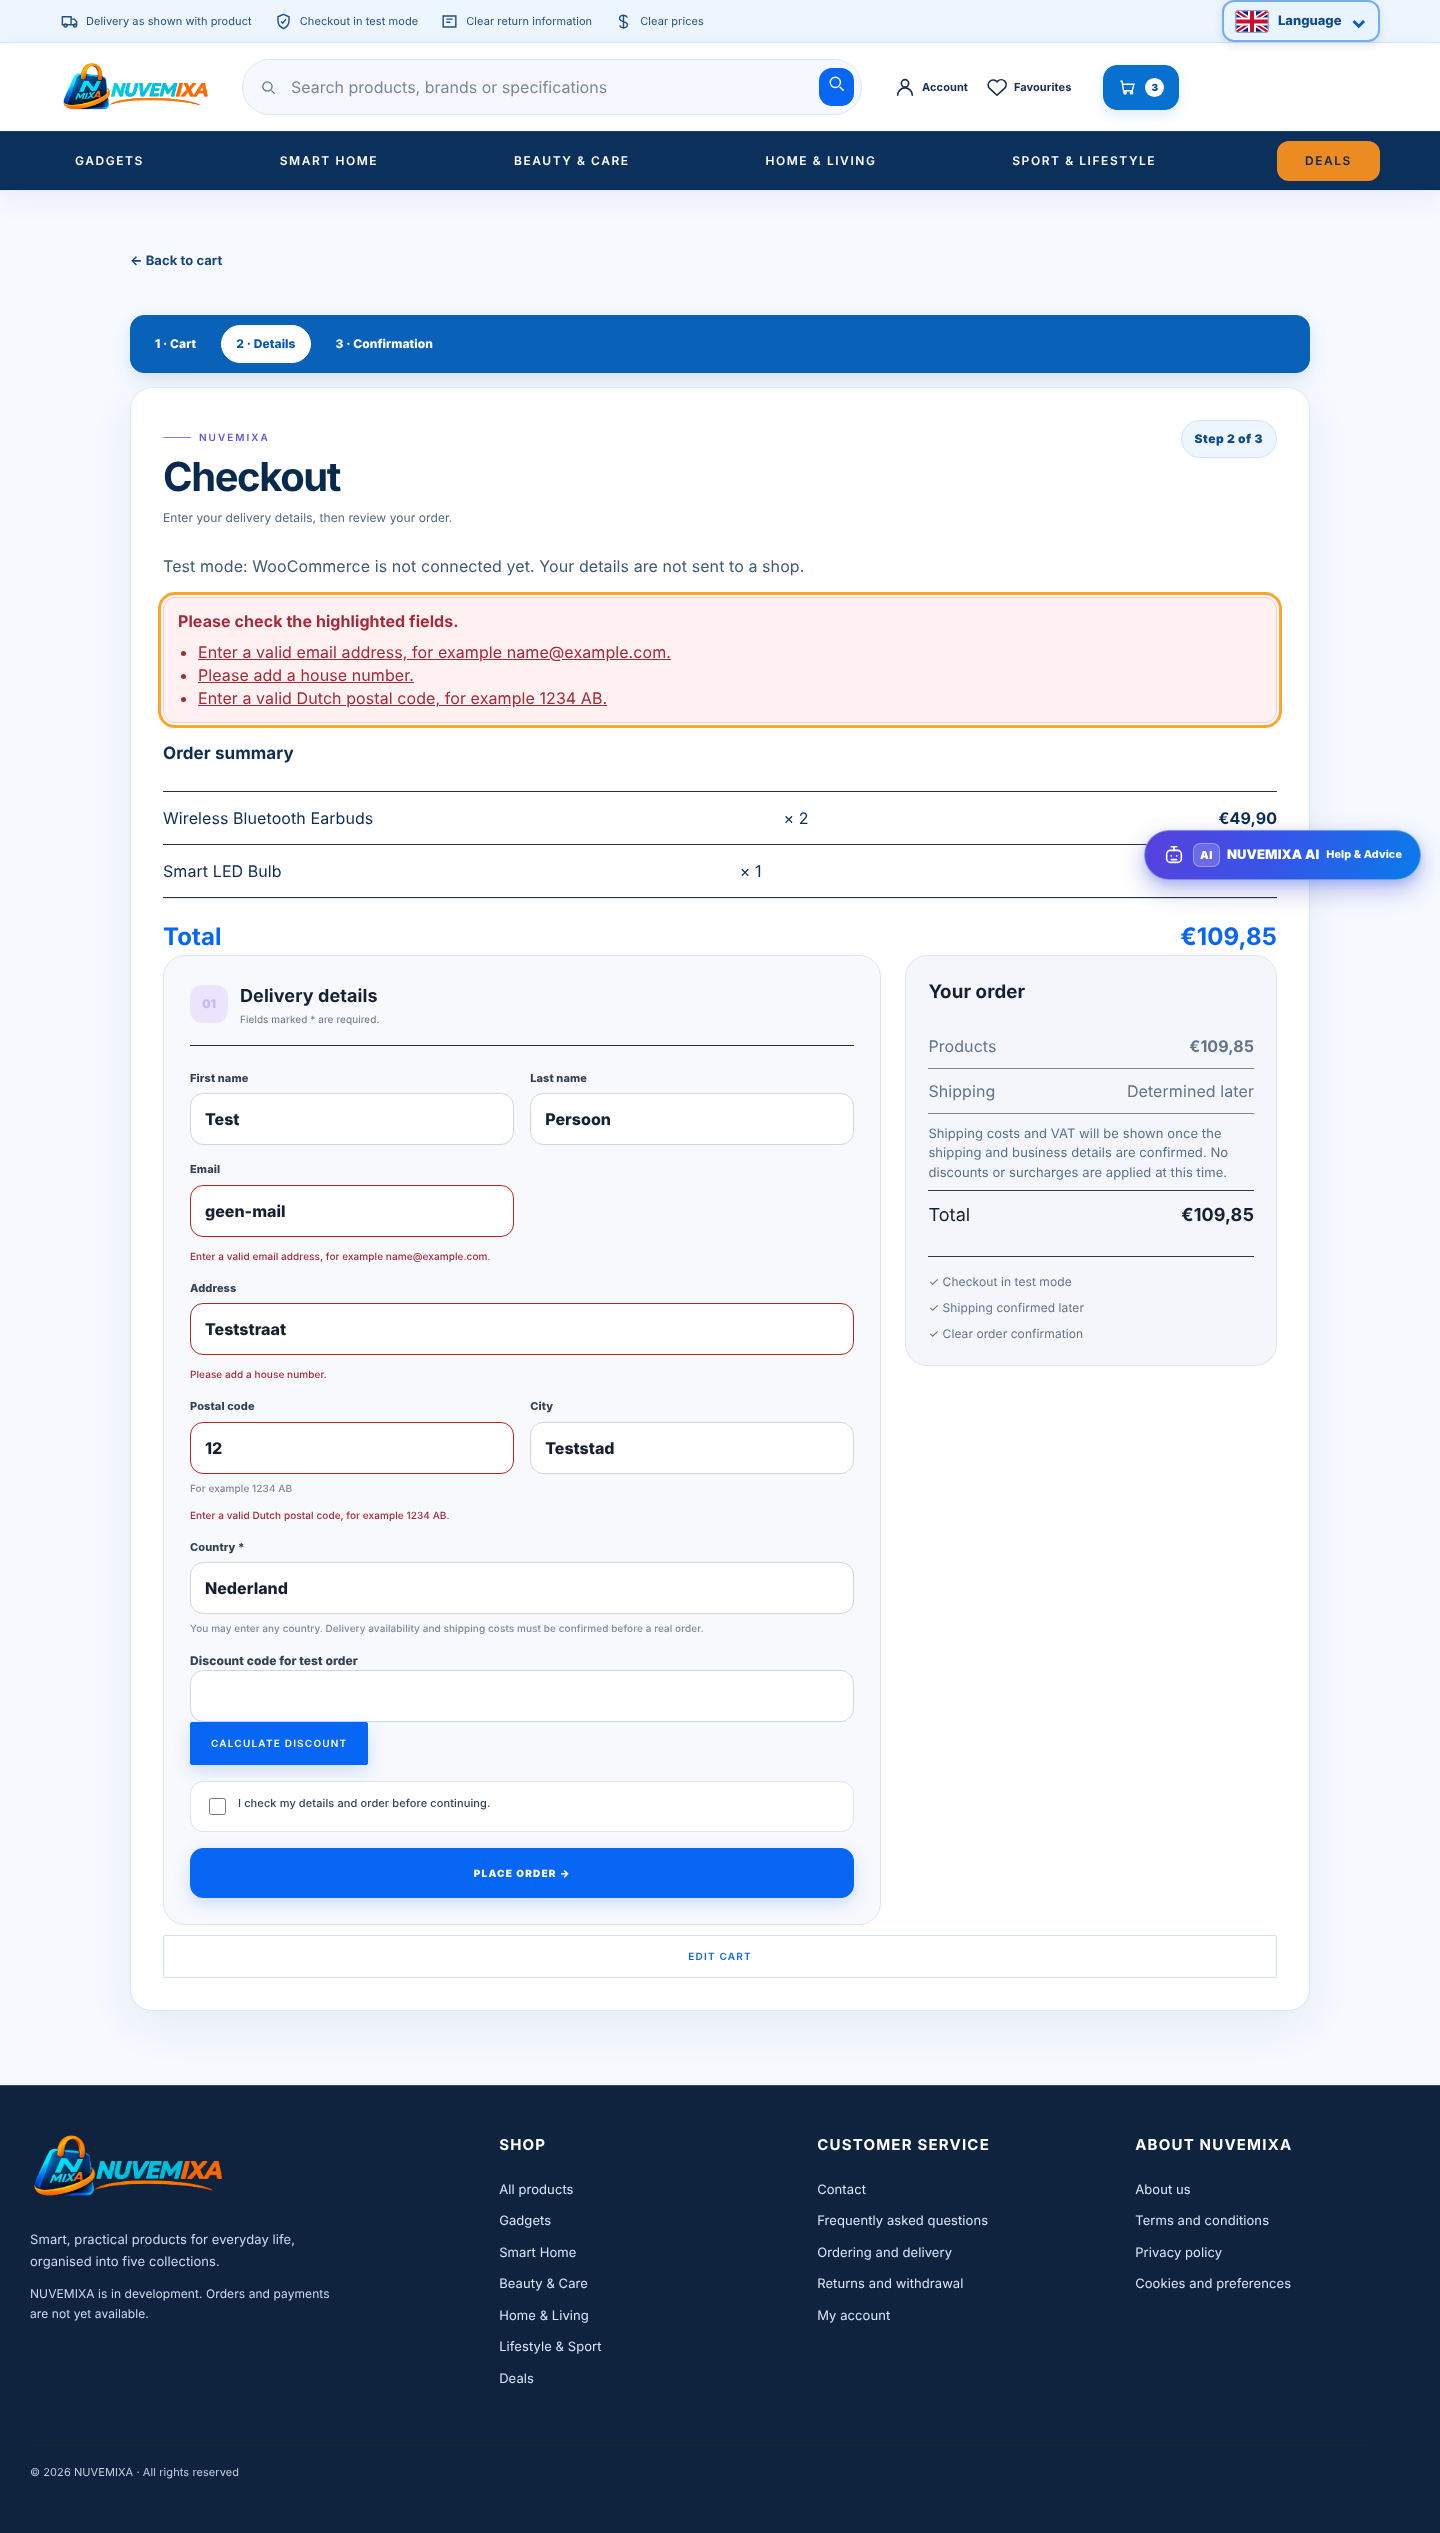 Delivery as shown with product
Checkout in test mode
Clear return information
Clear prices
Language
NUVEMIXA
Search products, brands or specifications
Account
Favourites
3
GADGETS
SMART HOME
BEAUTY & CARE
HOME & LIVING
SPORT & LIFESTYLE
DEALS
← Back to cart
1 · Cart
2 · Details
3 · Confirmation
NUVEMIXA
Step 2 of 3
Checkout
Enter your delivery details, then review your order.
Test mode: WooCommerce is not connected yet. Your details are not sent to a shop.
Please check the highlighted fields.
• Enter a valid email address, for example name@example.com.
• Please add a house number.
• Enter a valid Dutch postal code, for example 1234 AB.
Order summary
Wireless Bluetooth Earbuds × 2 €49,90
Smart LED Bulb × 1
AI NUVEMIXA AI Help & Advice
Total €109,85
01
Delivery details
Fields marked * are required.
First name
Test
Last name
Persoon
Email
geen-mail
Enter a valid email address, for example name@example.com.
Address
Teststraat
Please add a house number.
Postal code
12
For example 1234 AB
Enter a valid Dutch postal code, for example 1234 AB.
City
Teststad
Country *
Nederland
You may enter any country. Delivery availability and shipping costs must be confirmed before a real order.
Discount code for test order
CALCULATE DISCOUNT
I check my details and order before continuing.
PLACE ORDER →
Your order
Products €109,85
Shipping Determined later
Shipping costs and VAT will be shown once the
shipping and business details are confirmed. No
discounts or surcharges are applied at this time.
Total €109,85
✓ Checkout in test mode
✓ Shipping confirmed later
✓ Clear order confirmation
EDIT CART
NUVEMIXA
Smart, practical products for everyday life,
organised into five collections.
NUVEMIXA is in development. Orders and payments
are not yet available.
SHOP
All products
Gadgets
Smart Home
Beauty & Care
Home & Living
Lifestyle & Sport
Deals
CUSTOMER SERVICE
Contact
Frequently asked questions
Ordering and delivery
Returns and withdrawal
My account
ABOUT NUVEMIXA
About us
Terms and conditions
Privacy policy
Cookies and preferences
© 2026 NUVEMIXA · All rights reserved